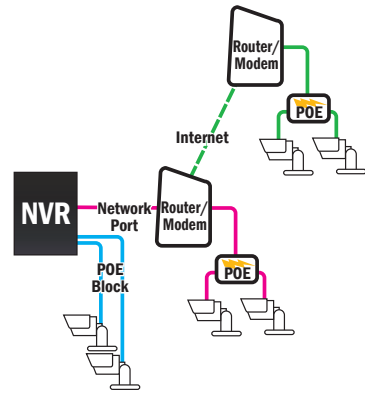 Router/
Modem
POE
Internet
NVR
Network
Port
Router/
Modem
POE
Block
POE